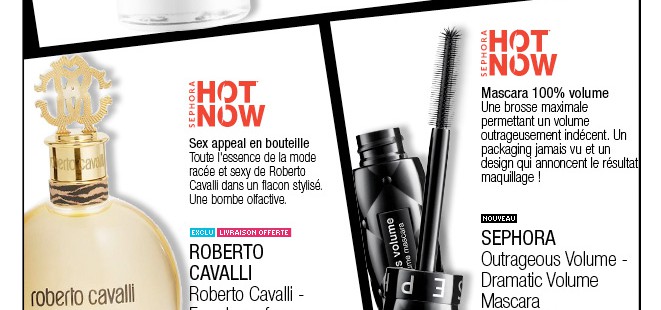 SEPHORA
HOT
NOW
Sex appeal en bouteille
Toute l'essence de la mode
racée et sexy de Roberto
Cavalli dans un flacon stylisé.
Une bombe olfactive.
EXCLU LIVRAISON OFFERTE
ROBERTO
CAVALLI
Roberto Cavalli -
roberto cavalli
roberto cavalli
SEPHORA
HOT
NOW
Mascara 100% volume
Une brosse maximale
permettant un volume
outrageusement indécent. Un
packaging jamais vu et un
design qui annoncent le résultat
maquillage !
NOUVEAU
SEPHORA
Outrageous Volume -
Dramatic Volume
Mascara
volume